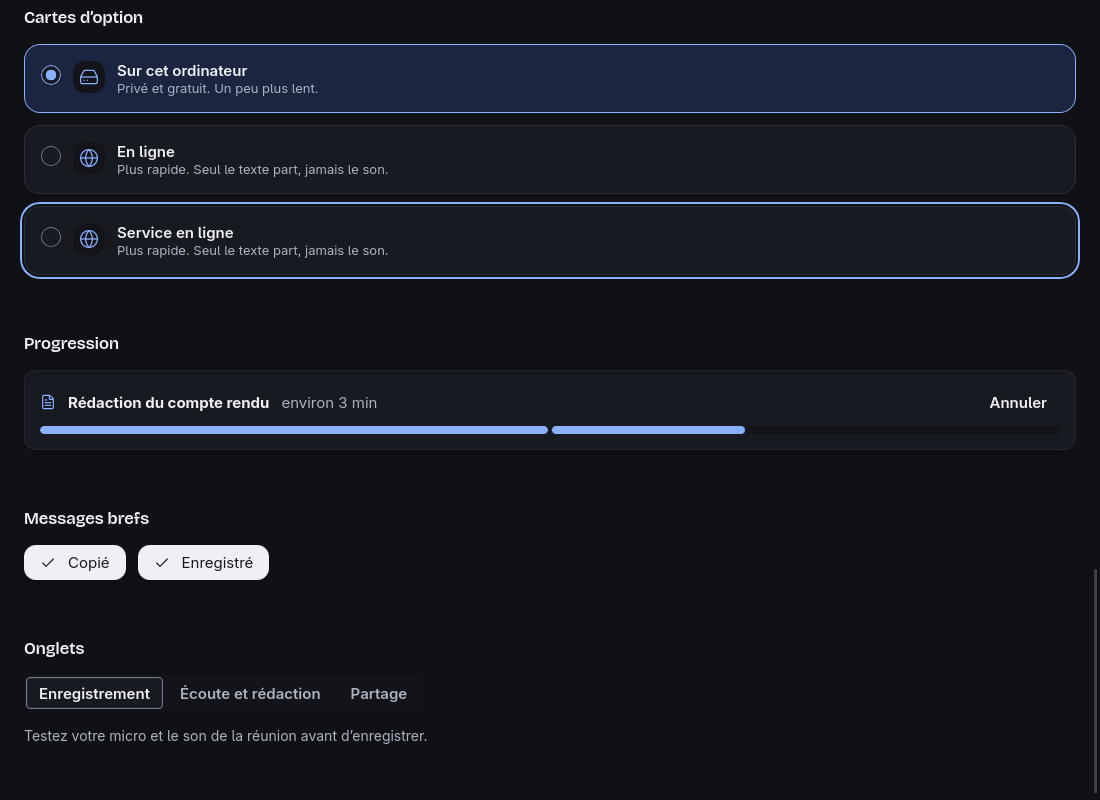 Cartes d’option
Sur cet ordinateur
Privé et gratuit. Un peu plus lent.
En ligne
Plus rapide. Seul le texte part, jamais le son.
Service en ligne
Plus rapide. Seul le texte part, jamais le son.
Progression
Rédaction du compte rendu environ 3 min Annuler
Messages brefs
Copié Enregistré
Onglets
Enregistrement Écoute et rédaction Partage
Testez votre micro et le son de la réunion avant d’enregistrer.